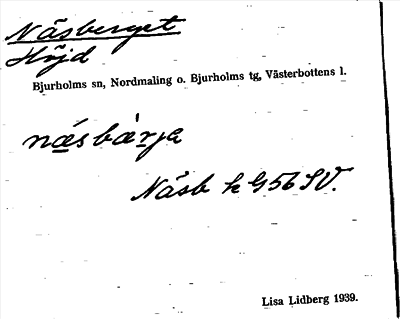 Näsberget
Höjd
Bjurholms sn, Nordmaling o. Bjurholms tg, Västerbottens l.
näsbärja
Näsb k G56 SV.
Lisa Lidberg 1939.